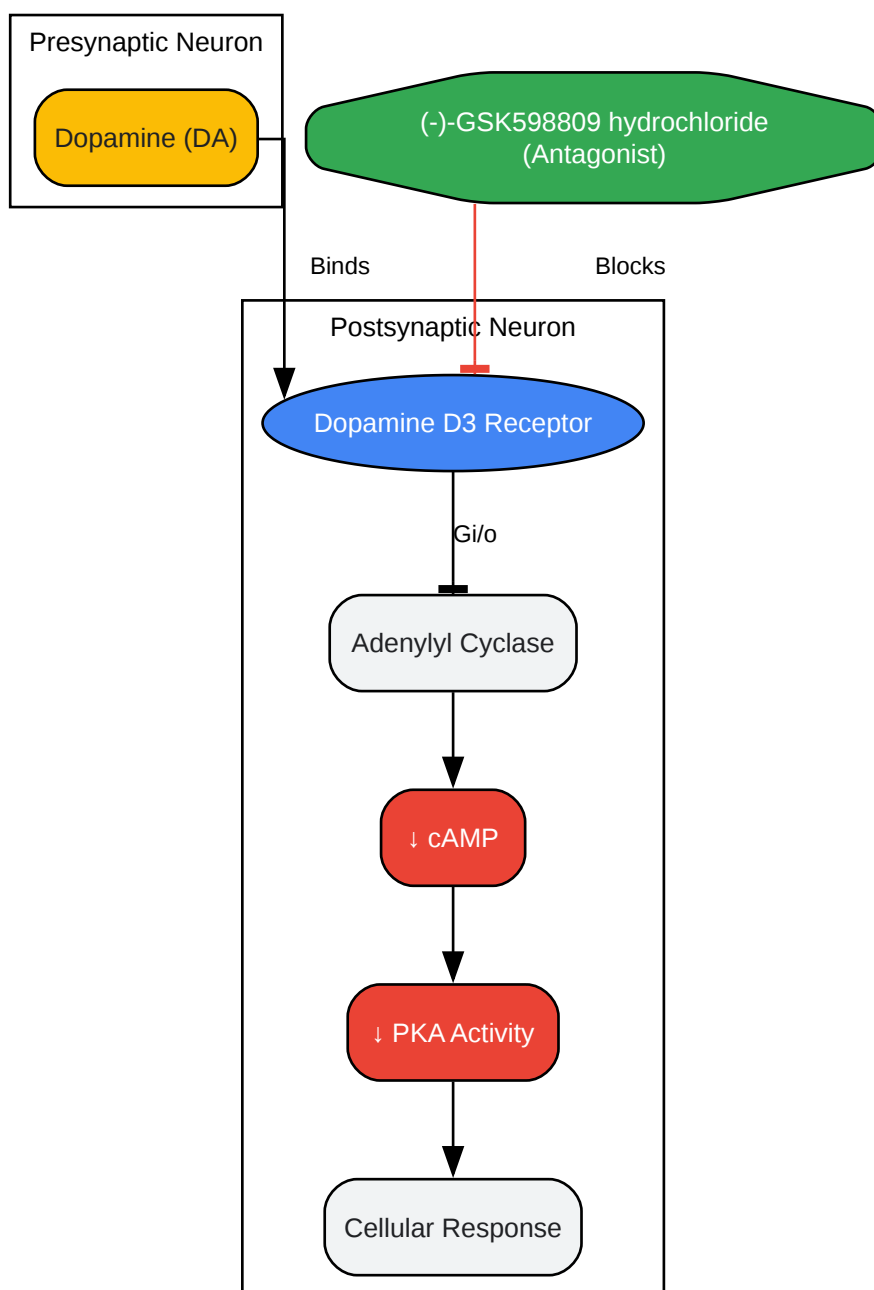 Presynaptic Neuron
Dopamine (DA)
(-)-GSK598809 hydrochloride
(Antagonist)
Binds
Blocks
Postsynaptic Neuron
Dopamine D3 Receptor
Gi/o
Adenylyl Cyclase
↓ cAMP
↓ PKA Activity
Cellular Response